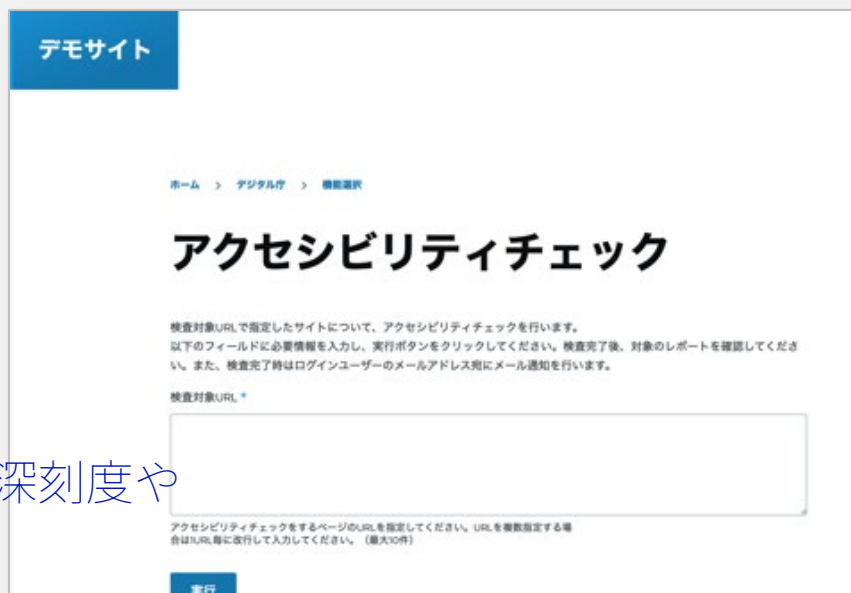 デモサイト
ホーム > デジタル庁 > 機能選択
アクセシビリティチェック
検査対象URLで指定したサイトについて、アクセシビリティチェックを行います。
以下のフィールドに必要情報を入力し、実行ボタンをクリックしてください。検査完了後、対象のレポートを確認してくださ
い。また、検査完了時はログインユーザーのメールアドレス宛にメール通知を行います。
検査対象URL *
深刻度や
アクセシビリティチェックをするページのURLを指定してください。URLを複数指定する場
合は1URL毎に改行して入力してください。（最大10件）
実行